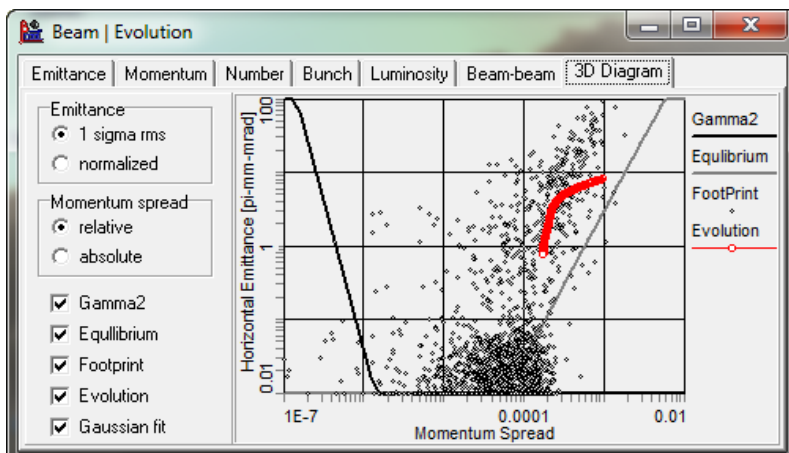 Beam | Evolution
Emittance Momentum Number Bunch Luminosity Beam-beam 3D Diagram
Emittance
1 sigma rms
normalized
Momentum spread
relative
absolute
Gamma2
Equllibrium
Footprint
Evolution
Gaussian fit
Horizontal Emittance [pi-mm-mrad]
100
1
0.01
1E-7 0.0001 0.01
Momentum Spread
Gamma2
Equlibrium
FootPrint
Evolution